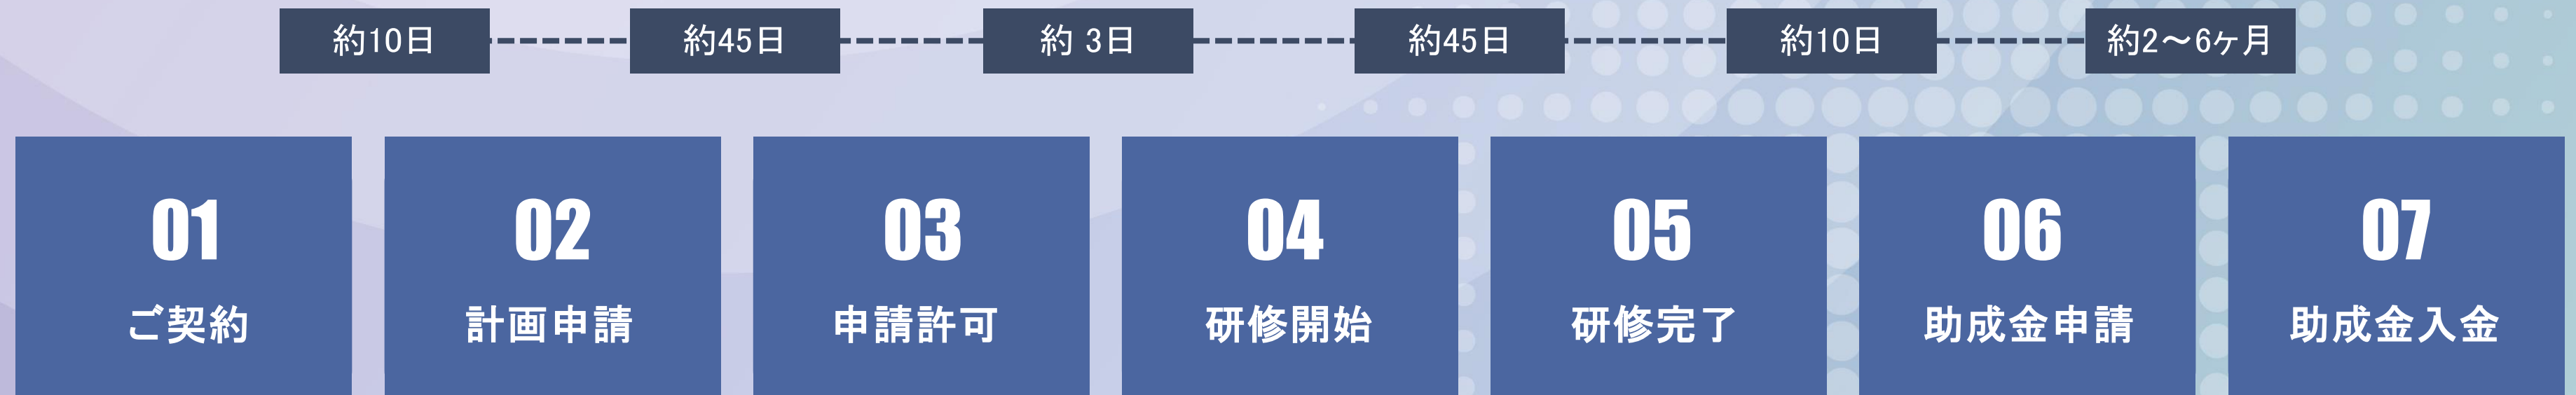 約10日
約45日
約 3日
約45日
約10日
約2〜6ヶ月
01
ご契約
02
計画申請
03
申請許可
04
研修開始
05
研修完了
06
助成金申請
07
助成金入金